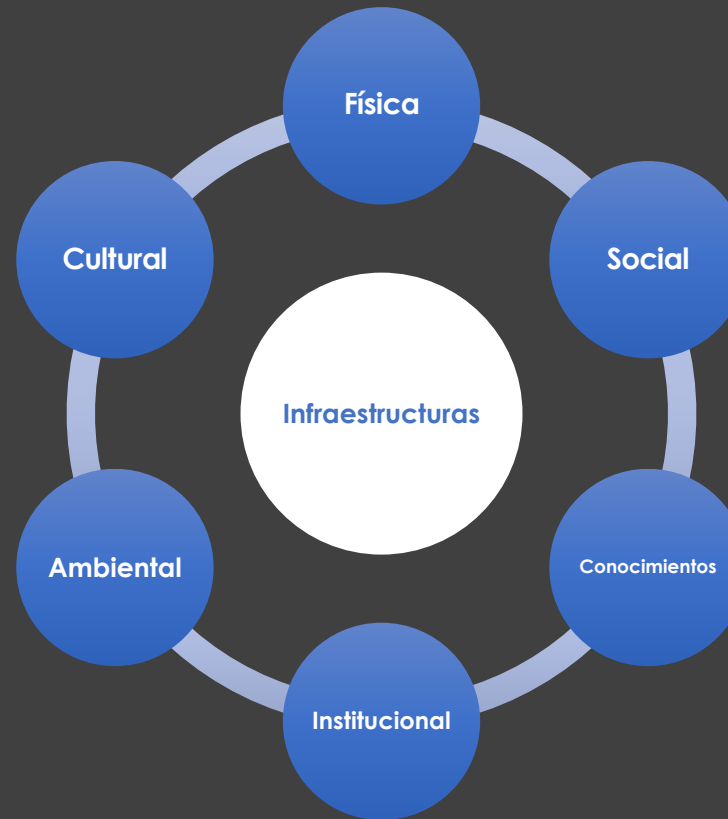 Física
Cultural
Social
Infraestructuras
Ambiental
Conocimientos
Institucional